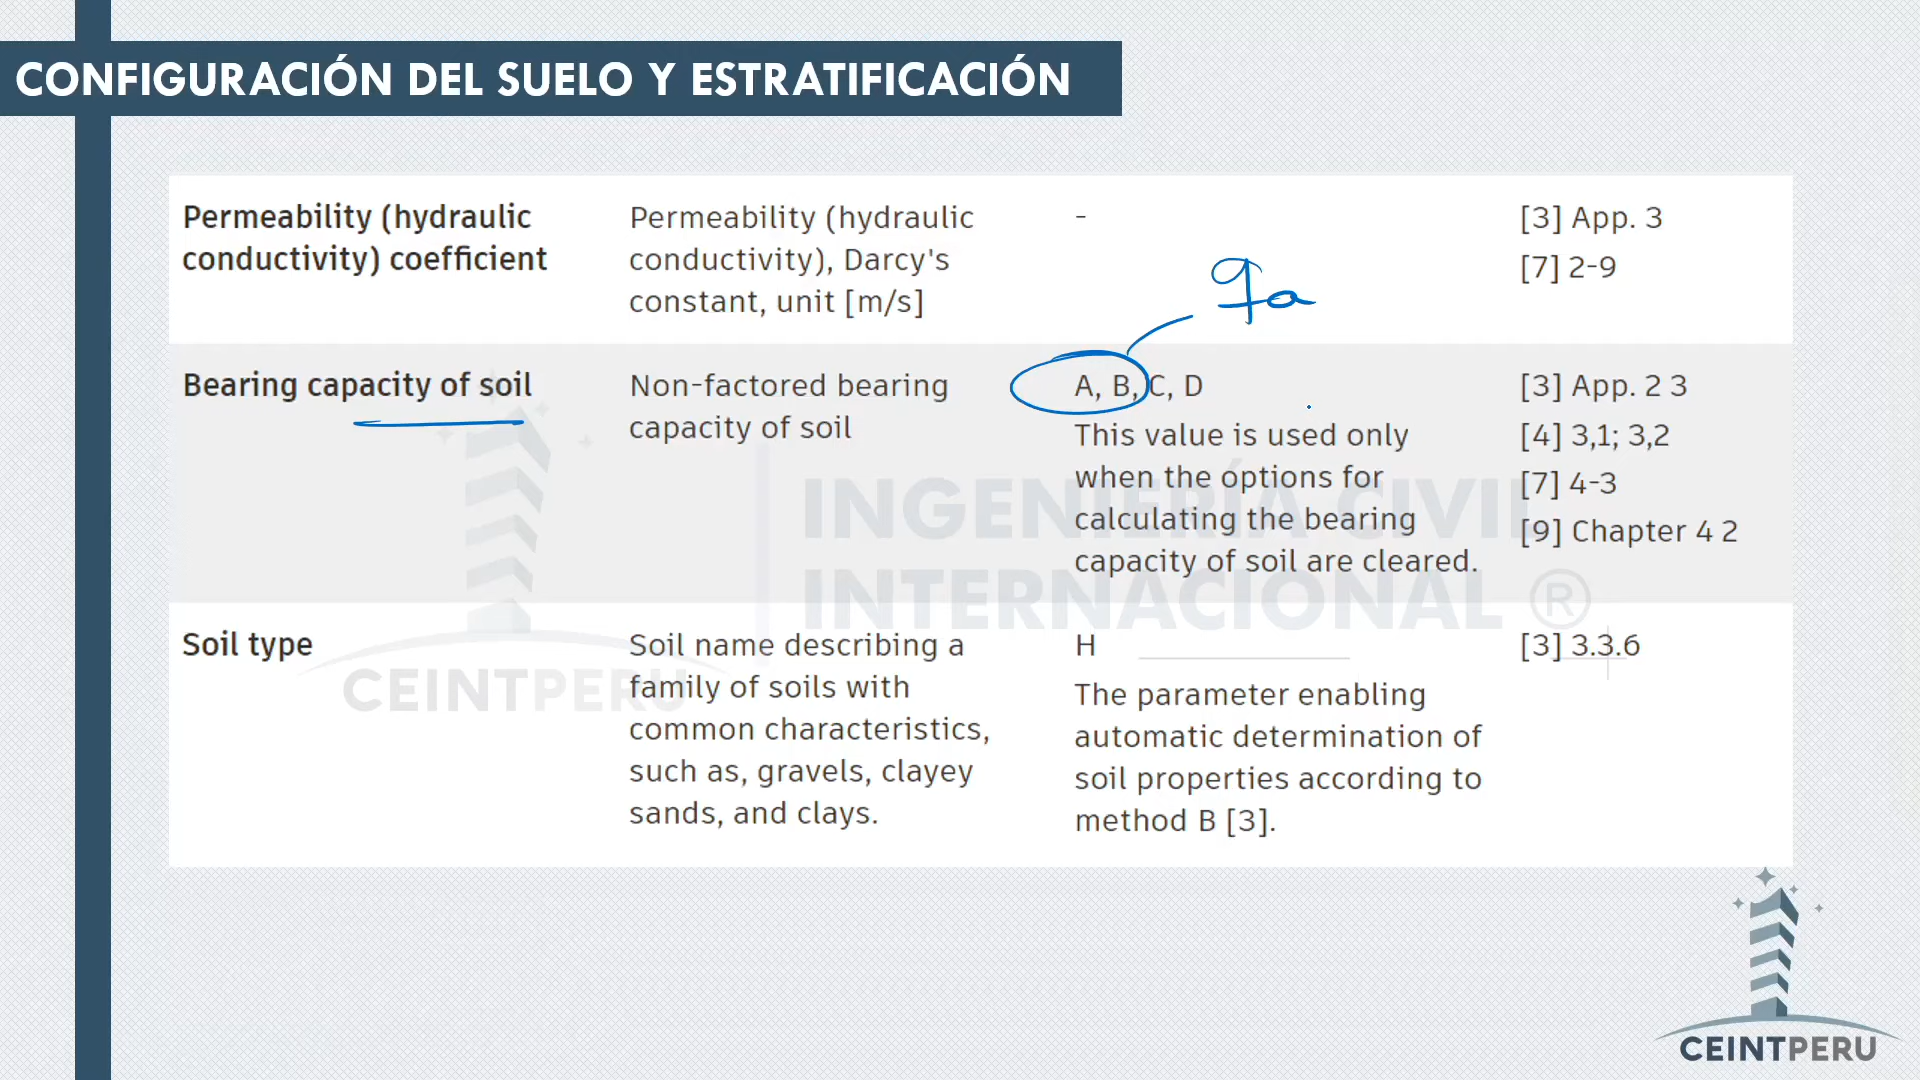 CONFIGURACIÓN DEL SUELO Y ESTRATIFICACIÓN
Permeability (hydraulic
conductivity) coefficient
Permeability (hydraulic
conductivity), Darcy's
constant, unit [m/s]
-
[3] App. 3
[7] 2-9
qa
Bearing capacity of soil
Non-factored bearing
capacity of soil
A, B, C, D
This value is used only
when the options for
calculating the bearing
capacity of soil are cleared.
[3] App. 2 3
[4] 3,1; 3,2
[7] 4-3
[9] Chapter 4 2
Soil type
Soil name describing a
family of soils with
common characteristics,
such as, gravels, clayey
sands, and clays.
H
The parameter enabling
automatic determination of
soil properties according to
method B [3].
[3] 3.3.6
CEINTPERU
INGENIERÍA CIVIL
INTERNACIONAL ®
CEINTPERU